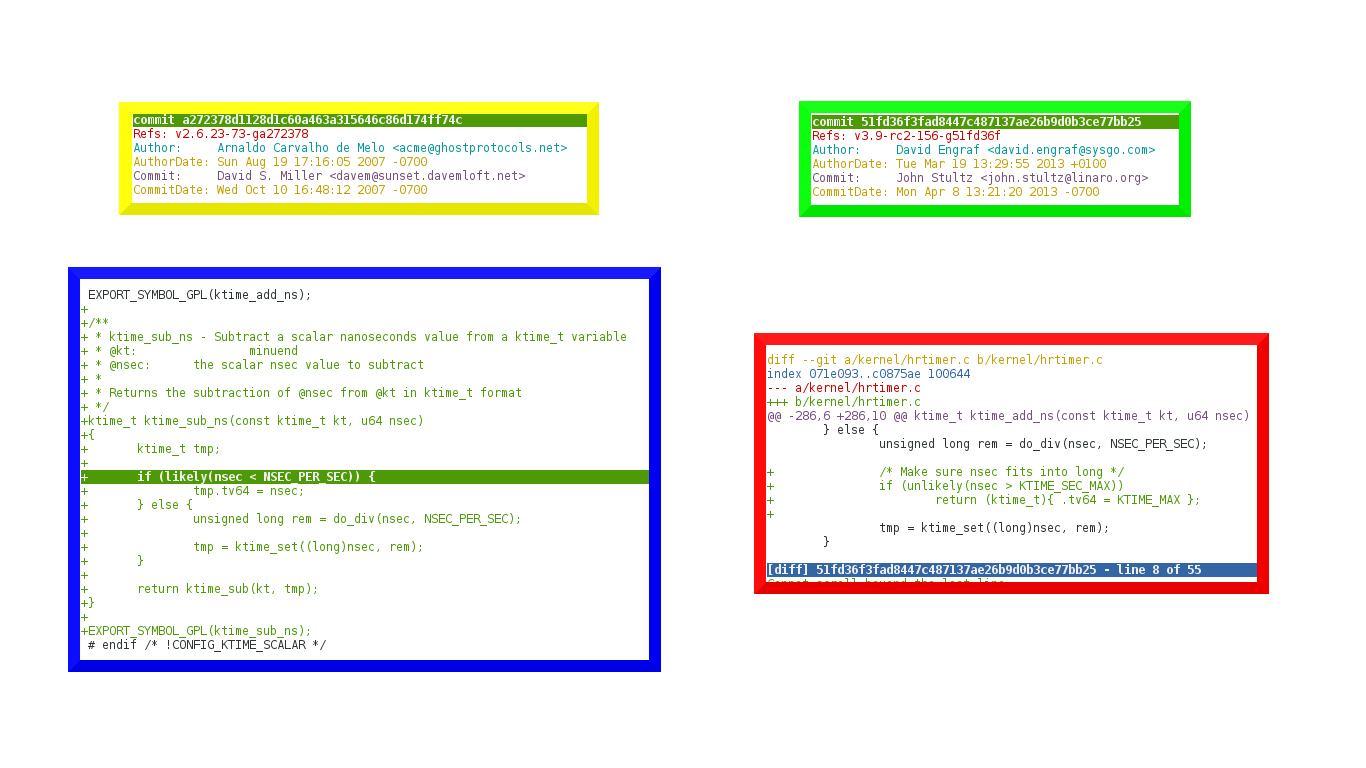 commit a272378d1128d1c60a463a315646c86d174ff74c
Refs: v2.6.23-73-ga272378
Author:     Arnaldo Carvalho de Melo <acme@ghostprotocols.net>
AuthorDate: Sun Aug 19 17:16:05 2007 -0700
Commit:     David S. Miller <davem@sunset.davemloft.net>
CommitDate: Wed Oct 10 16:48:12 2007 -0700
commit 51fd36f3fad8447c487137ae26b9d0b3ce77bb25
Refs: v3.9-rc2-156-g51fd36f
Author:     David Engraf <david.engraf@sysgo.com>
AuthorDate: Tue Mar 19 13:29:55 2013 +0100
Commit:     John Stultz <john.stultz@linaro.org>
CommitDate: Mon Apr 8 13:21:20 2013 -0700
 EXPORT_SYMBOL_GPL(ktime_add_ns);
+
+/**
+ * ktime_sub_ns - Subtract a scalar nanoseconds value from a ktime_t variable
+ * @kt:                minuend
+ * @nsec:      the scalar nsec value to subtract
+ *
+ * Returns the subtraction of @nsec from @kt in ktime_t format
+ */
+ktime_t ktime_sub_ns(const ktime_t kt, u64 nsec)
+{
+       ktime_t tmp;
+
+       if (likely(nsec < NSEC_PER_SEC)) {
+               tmp.tv64 = nsec;
+       } else {
+               unsigned long rem = do_div(nsec, NSEC_PER_SEC);
+
+               tmp = ktime_set((long)nsec, rem);
+       }
+
+       return ktime_sub(kt, tmp);
+}
+
+EXPORT_SYMBOL_GPL(ktime_sub_ns);
 # endif /* !CONFIG_KTIME_SCALAR */
diff --git a/kernel/hrtimer.c b/kernel/hrtimer.c
index 071e093..c0875ae 100644
--- a/kernel/hrtimer.c
+++ b/kernel/hrtimer.c
@@ -286,6 +286,10 @@ ktime_t ktime_add_ns(const ktime_t kt, u64 nsec)
        } else {
                unsigned long rem = do_div(nsec, NSEC_PER_SEC);

+               /* Make sure nsec fits into long */
+               if (unlikely(nsec > KTIME_SEC_MAX))
+                       return (ktime_t){ .tv64 = KTIME_MAX };
+
                tmp = ktime_set((long)nsec, rem);
        }

[diff] 51fd36f3fad8447c487137ae26b9d0b3ce77bb25 - line 8 of 55
Cannot scroll beyond the last line